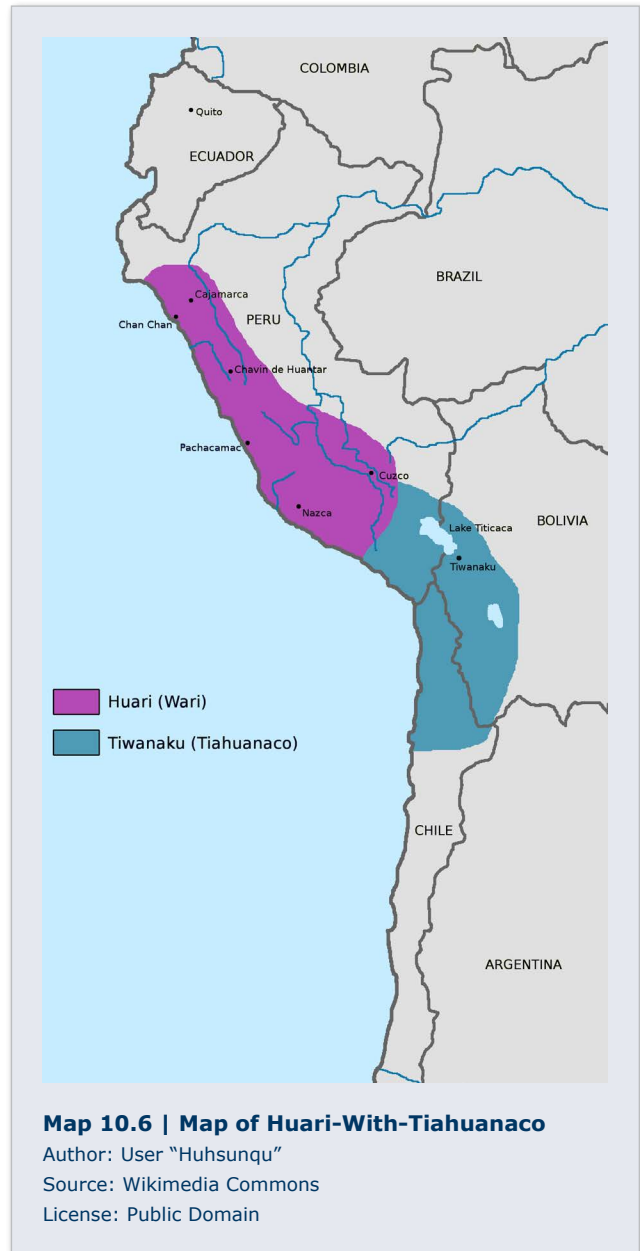 COLOMBIA
Quito
ECUADOR
BRAZIL
Cajamarca
Chan Chan
PERU
Chavin de Huantar
Pachacamac
Cuzco
Nazca
Lake Titicaca
BOLIVIA
Tiwanaku
Huari (Wari)
Tiwanaku (Tiahuanaco)
CHILE
ARGENTINA
Map 10.6 | Map of Huari-With-Tiahuanaco
Author: User “Huhsunqu”
Source: Wikimedia Commons
License: Public Domain